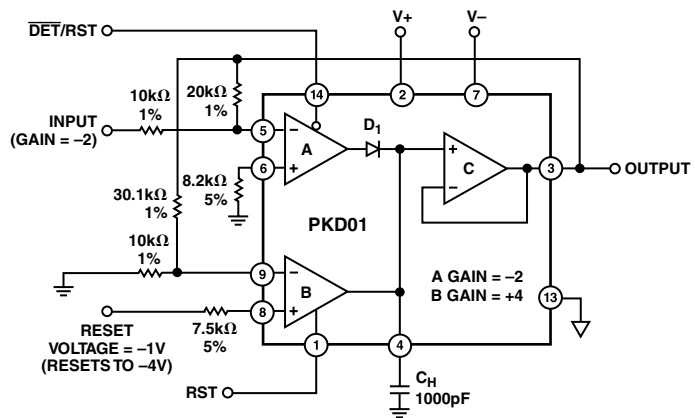 DET/RST
V+
V–
14
2
7
10kΩ
1%
20kΩ
1%
INPUT
(GAIN = –2)
5
–
A
6
+
D1
+
C
–
3
OUTPUT
8.2kΩ
5%
30.1kΩ
1%
PKD01
10kΩ
1%
9
–
B
8
+
A GAIN = –2
B GAIN = +4
13
RESET
VOLTAGE = –1V
(RESETS TO –4V)
7.5kΩ
5%
1
4
RST
CH
1000pF